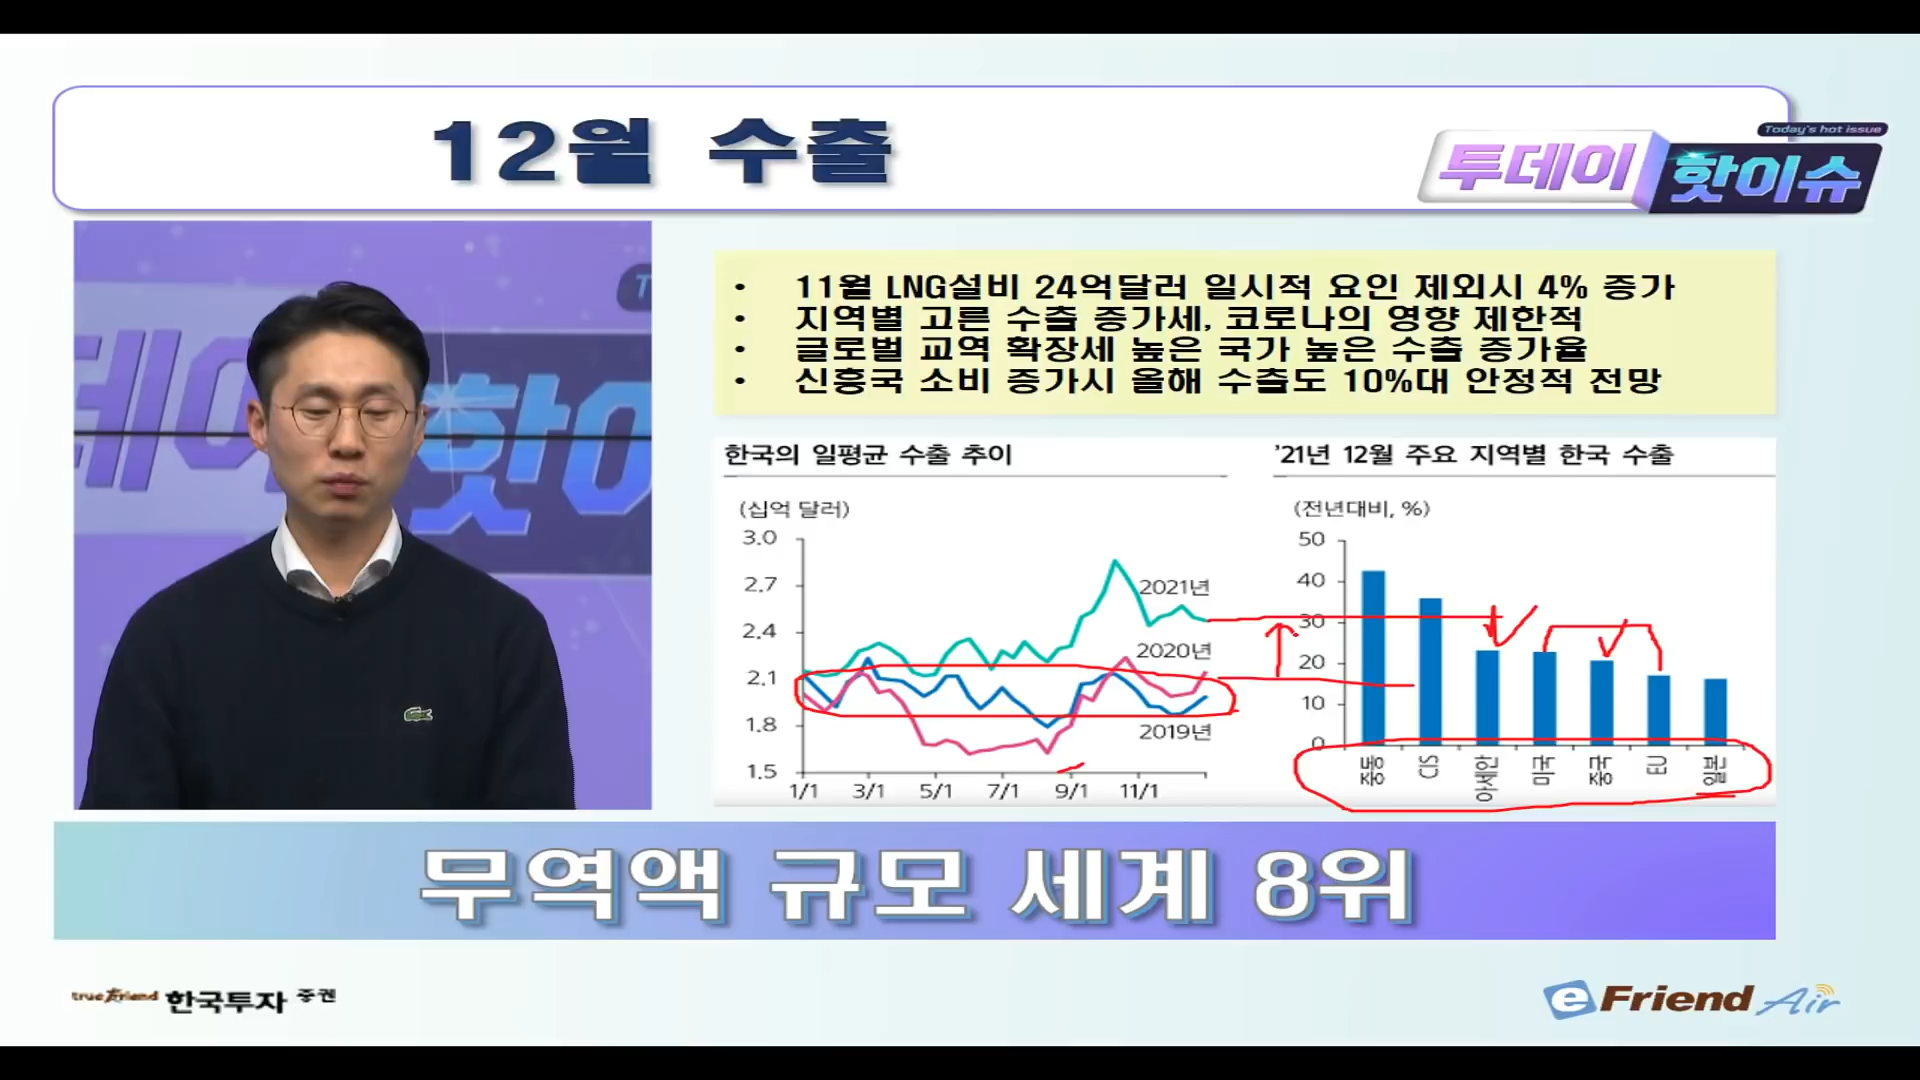 12월 수출
Today's hot issue
투데이 핫이슈
• 11월 LNG설비 24억달러 일시적 요인 제외시 4% 증가
• 지역별 고른 수출 증가세, 코로나의 영향 제한적
• 글로벌 교역 확장세 높은 국가 높은 수출 증가율
• 신흥국 소비 증가시 올해 수출도 10%대 안정적 전망
한국의 일평균 수출 추이
(십억 달러)
3.0
2.7
2.4
2.1
1.8
1.5
2021년
2020년
2019년
1/1 3/1 5/1 7/1 9/1 11/1
'21년 12월 주요 지역별 한국 수출
(전년대비, %)
50
40
30
20
10
0
중동 CIS 아세안 미국 중국 EU 일본
무역액 규모 세계 8위
true friend 한국투자 증권
eFriend Air